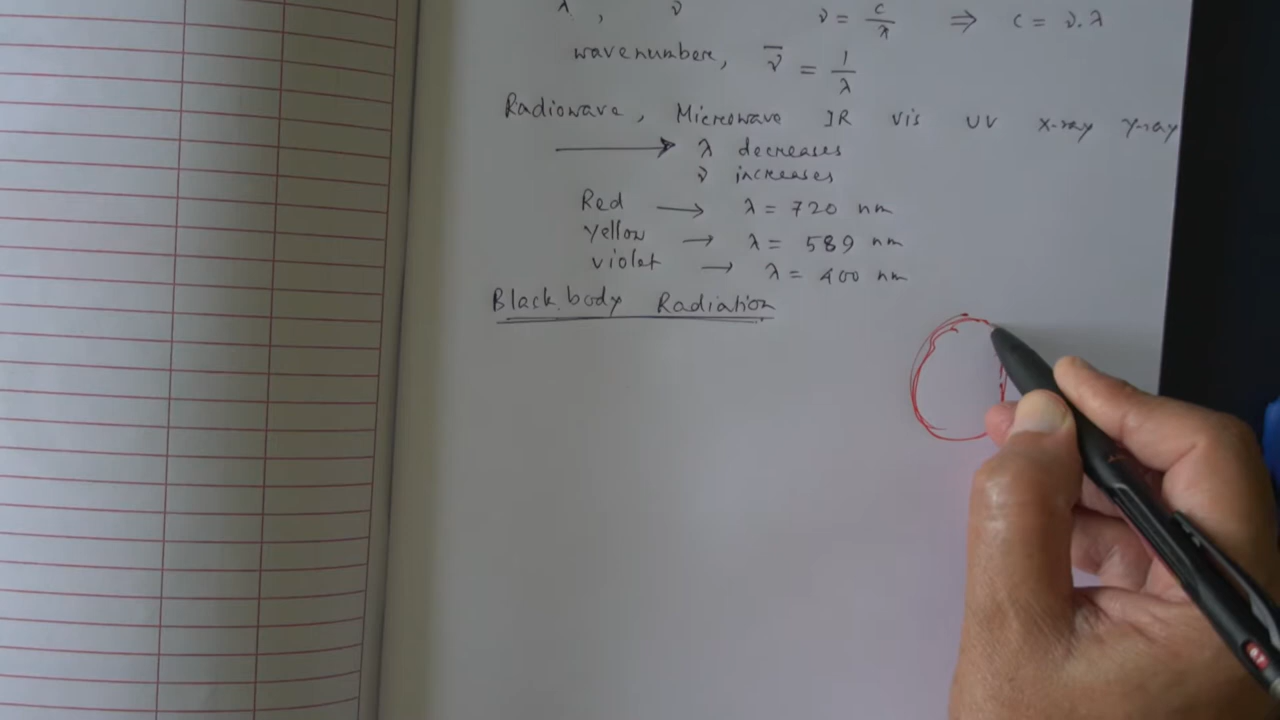 λ , ν ν = c/λ ⇒ c = ν.λ
wavenumbere, ν̅ = 1/λ
Radiowave, Microwave IR Vis UV X-ray γ-ray
→ λ decreases
ν increases
Red → λ = 720 nm
Yellow → λ = 589 nm
violet → λ = 400 nm
Black body Radiation